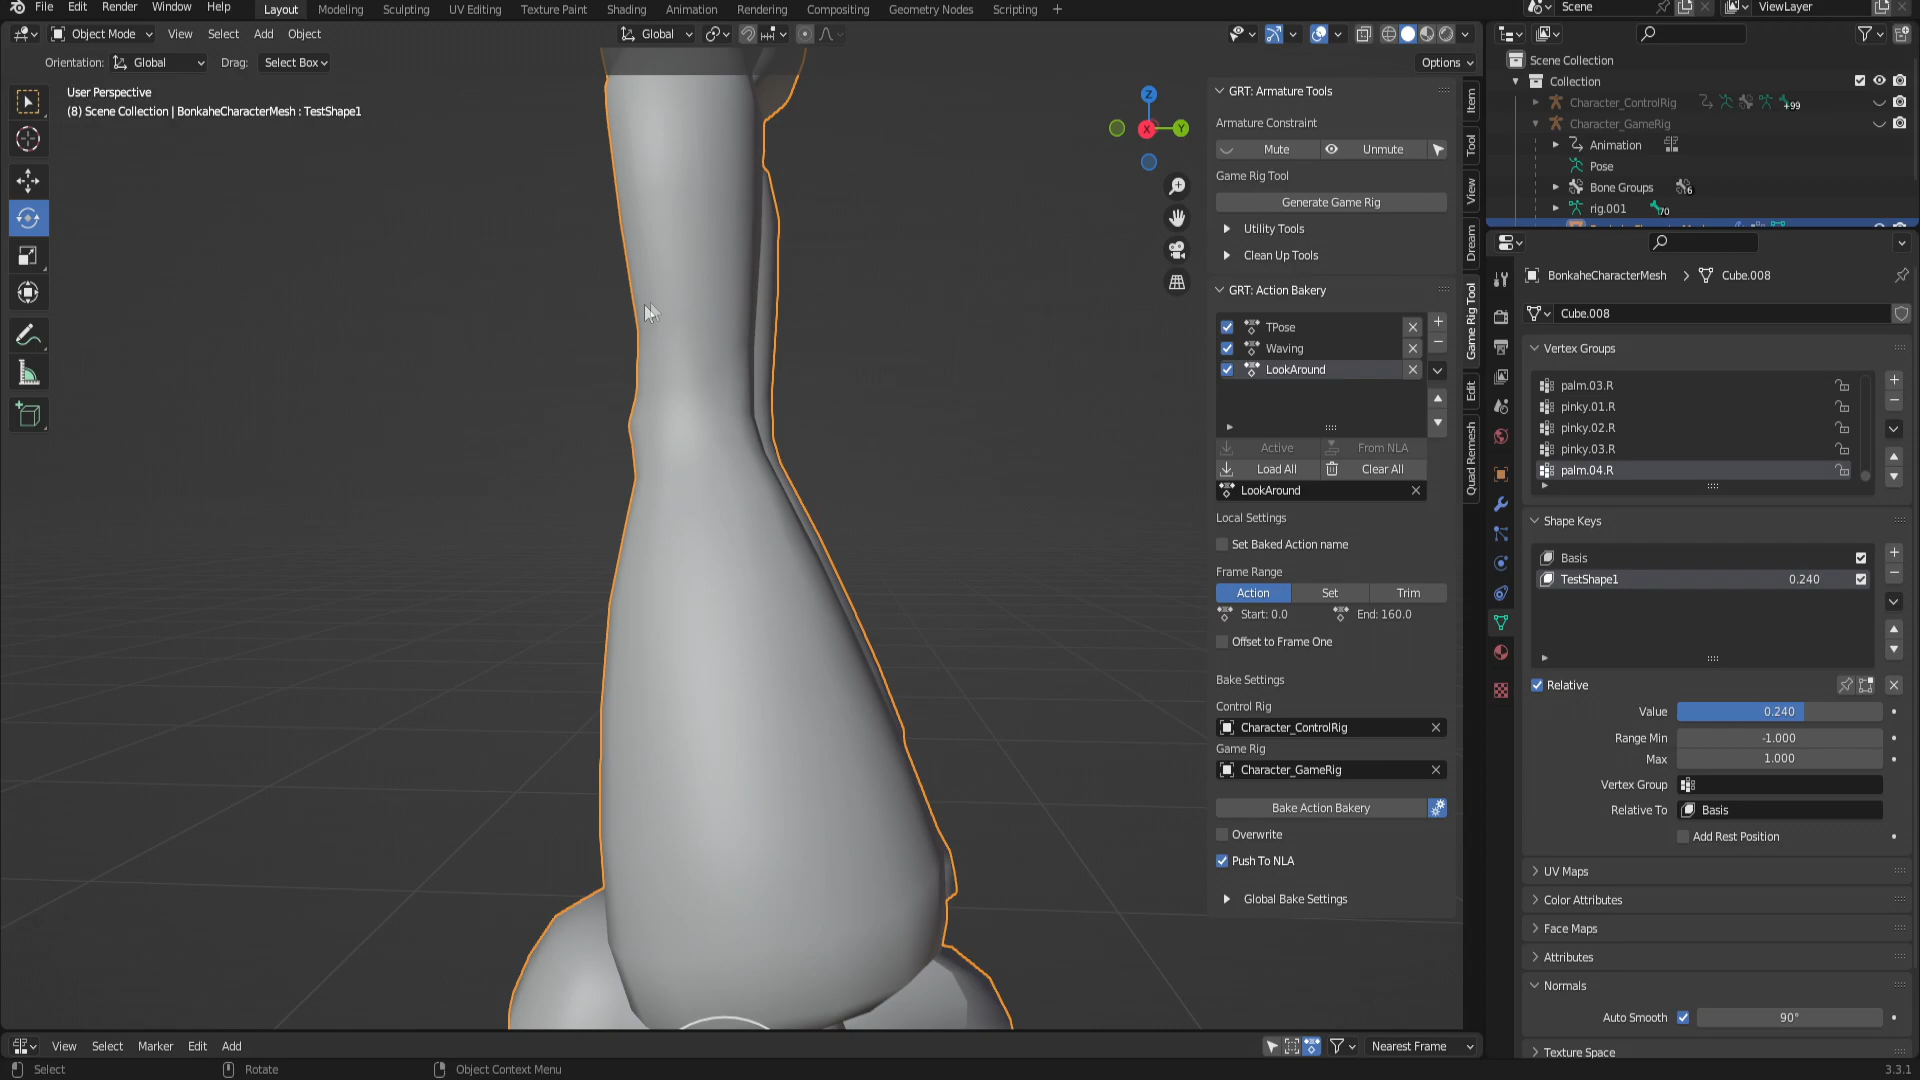 File Edit Render Window Help Layout Modeling Sculpting UV Editing Texture Paint Shading Animation Rendering Compositing Geometry Nodes Scripting + Scene ViewLayer
Object Mode View Select Add Object Global
Orientation: Global Drag: Select Box Options
User Perspective
(8) Scene Collection | BonkaheCharacterMesh : TestShape1
Z
X
Y
GRT: Armature Tools
Armature Constraint
Mute Unmute
Game Rig Tool
Generate Game Rig
Utility Tools
Clean Up Tools
GRT: Action Bakery
TPose
Waving
LookAround
Active From NLA
Load All Clear All
LookAround
Local Settings
Set Baked Action name
Frame Range
Action Set Trim
Start: 0.0 End: 160.0
Offset to Frame One
Bake Settings
Control Rig
Character_ControlRig
Game Rig
Character_GameRig
Bake Action Bakery
Overwrite
Push To NLA
Global Bake Settings
Item
Tool
View
Dream
Game Rig Tool
Edit
Quad Remesh
Scene Collection
Collection
Character_ControlRig +99
Character_GameRig
Animation
Pose
Bone Groups 16
rig.001 70
BonkaheCharacterMesh > Cube.008
Cube.008
Vertex Groups
palm.03.R
pinky.01.R
pinky.02.R
pinky.03.R
palm.04.R
Shape Keys
Basis
TestShape1 0.240
Relative
Value 0.240
Range Min -1.000
Max 1.000
Vertex Group
Relative To Basis
Add Rest Position
UV Maps
Color Attributes
Face Maps
Attributes
Normals
Auto Smooth 90°
Texture Space
View Select Marker Edit Add Nearest Frame
Select Rotate Object Context Menu 3.3.1